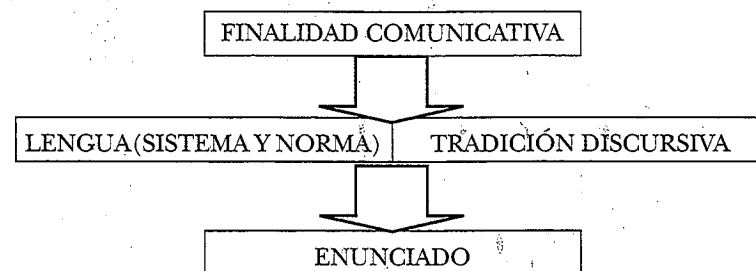 FINALIDAD COMUNICATIVA
LENGUA (SISTEMA Y NORMA) TRADICIÓN DISCURSIVA
ENUNCIADO